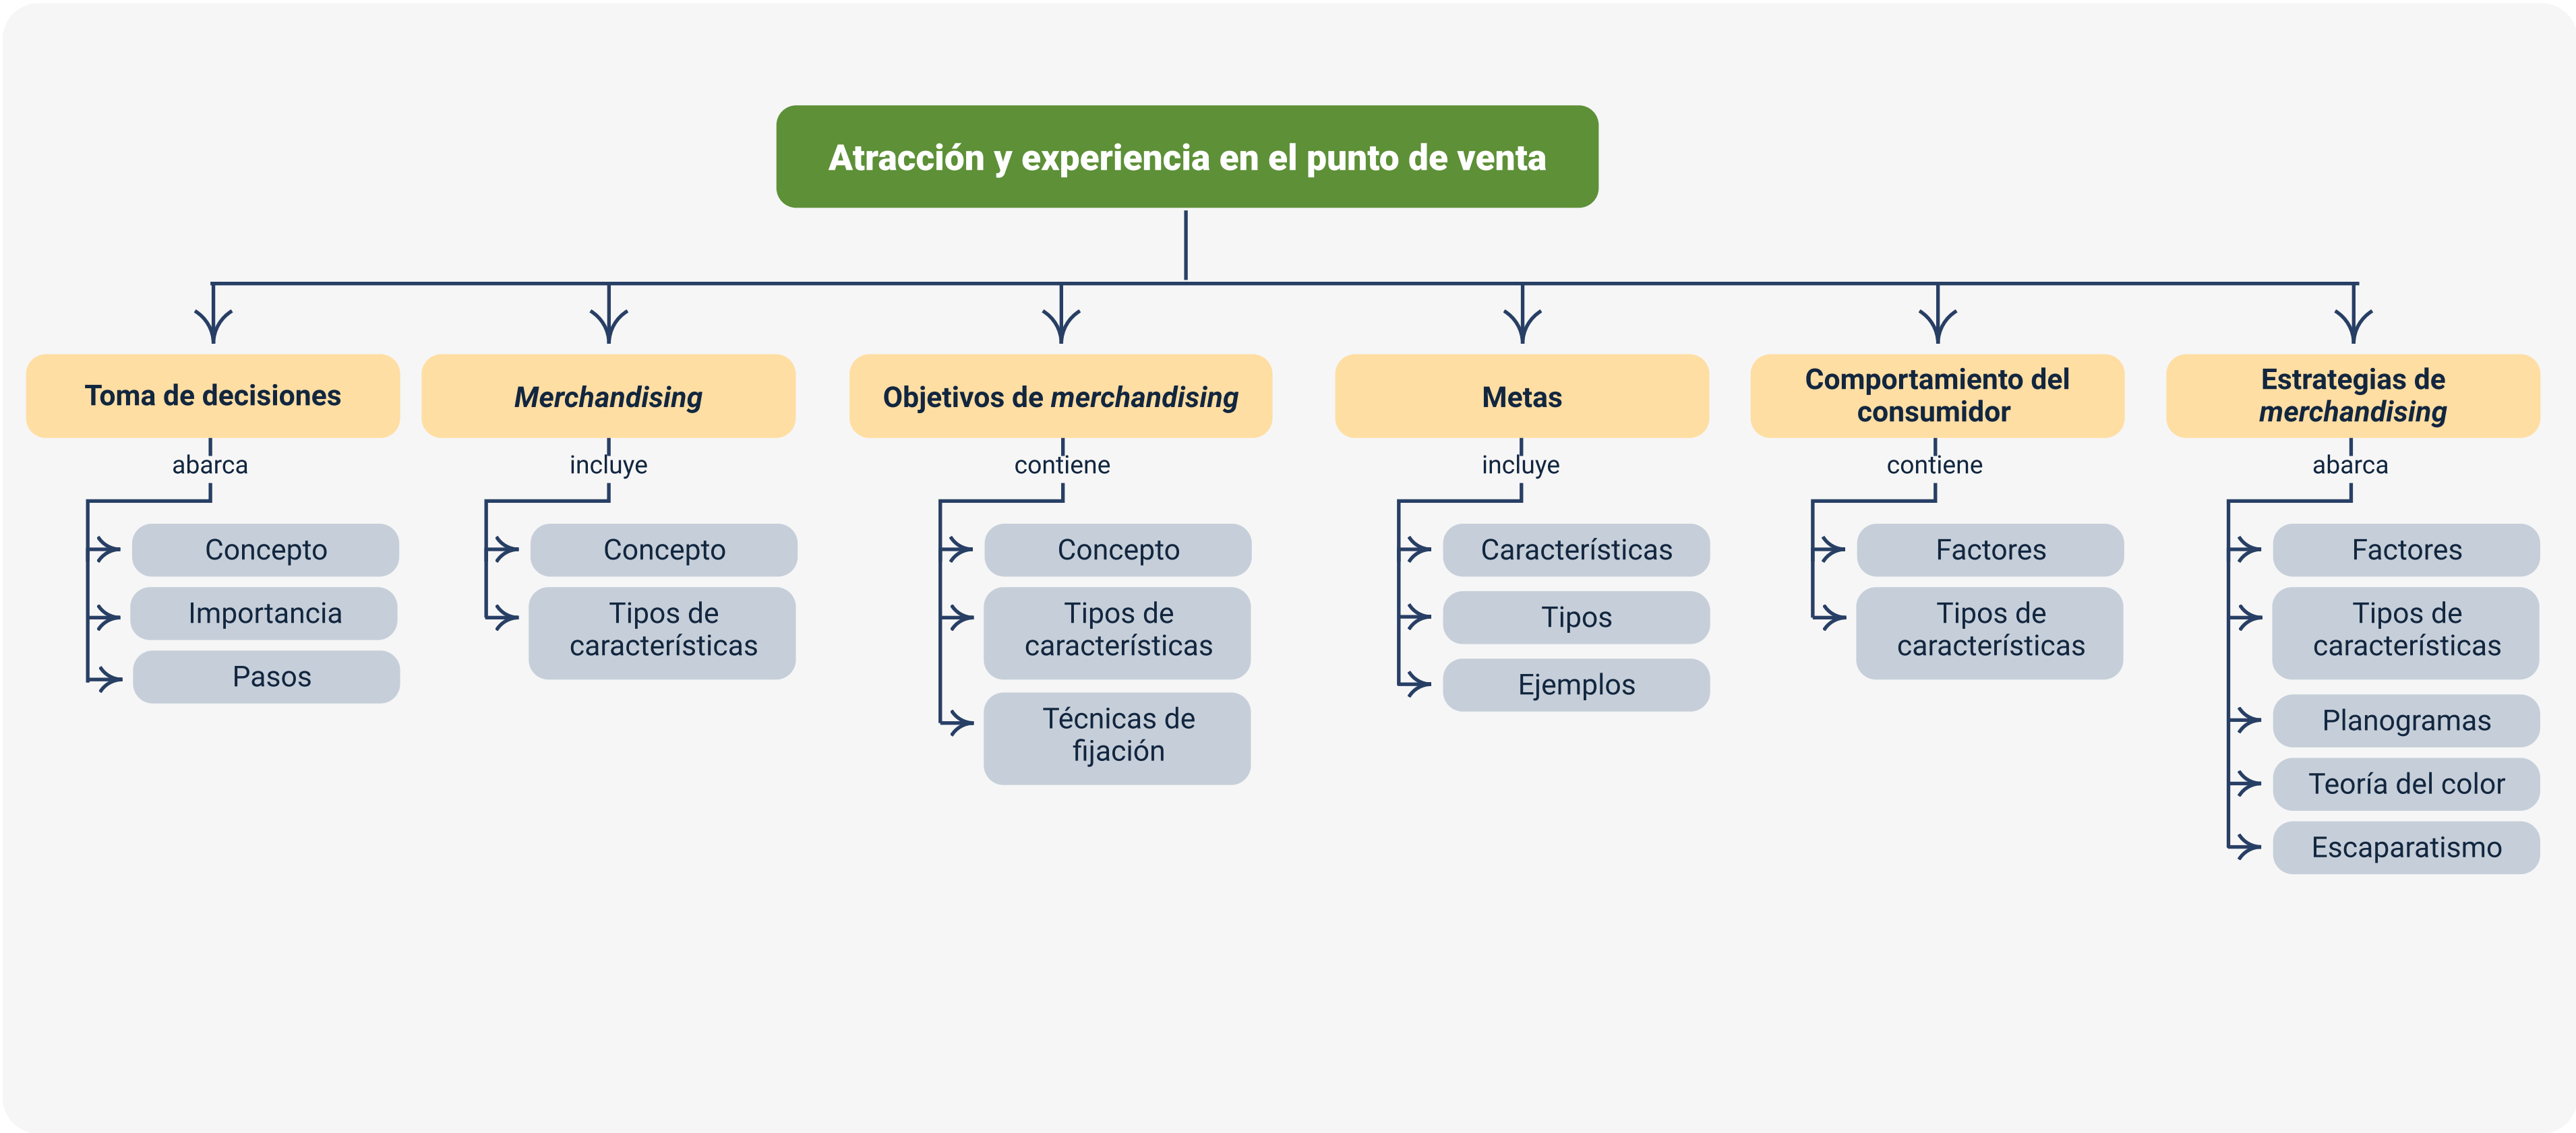 Atracción y experiencia en el punto de venta
Toma de decisiones
abarca
Concepto
Importancia
Pasos
Merchandising
incluye
Concepto
Tipos de
características
Objetivos de merchandising
contiene
Concepto
Tipos de
características
Técnicas de
fijación
Metas
incluye
Características
Tipos
Ejemplos
Comportamiento del
consumidor
contiene
Factores
Tipos de
características
Estrategias de
merchandising
abarca
Factores
Tipos de
características
Planogramas
Teoría del color
Escaparatismo